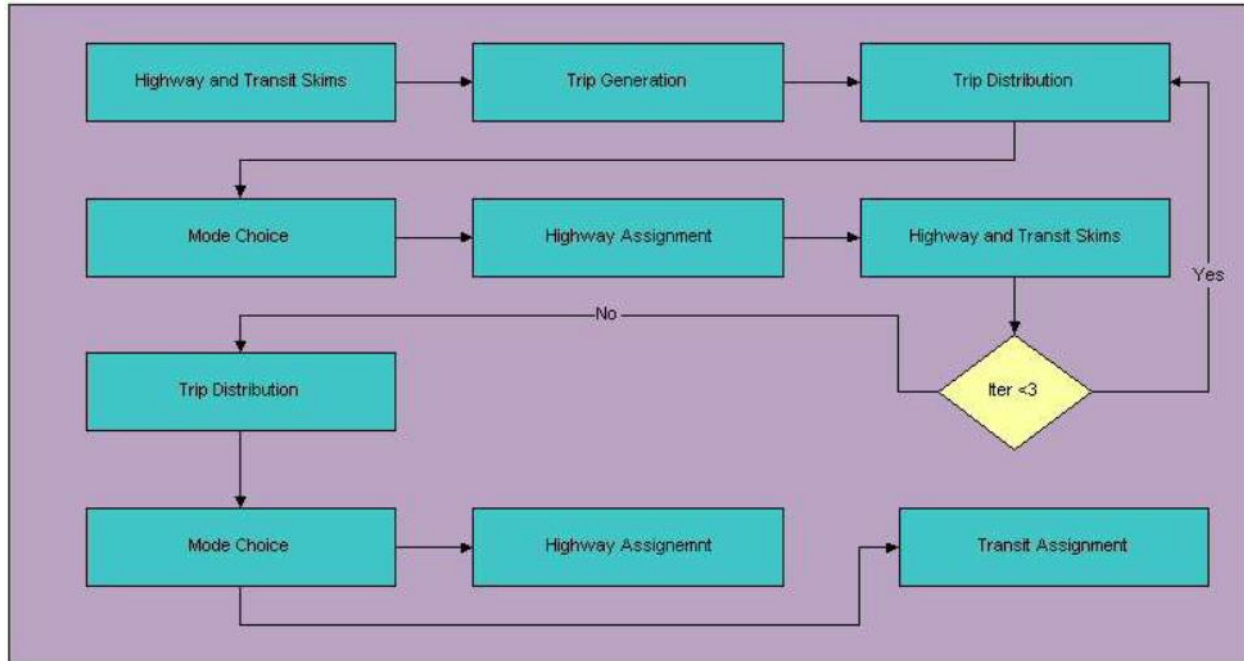 Highway and Transit Skims
Trip Generation
Trip Distribution
Mode Choice
Highway Assignment
Highway and Transit Skims
Yes
No
Trip Distribution
Iter <3
Mode Choice
Highway Assignemnt
Transit Assignment